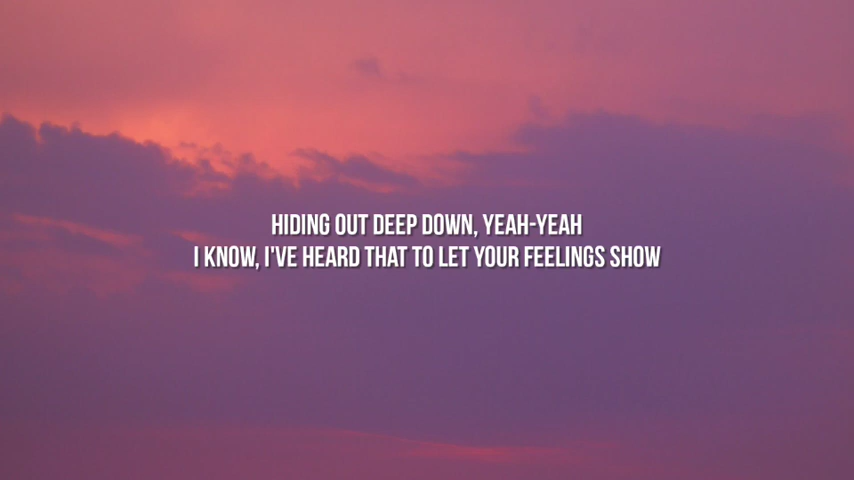 HIDING OUT DEEP DOWN, YEAH-YEAH
I KNOW, I'VE HEARD THAT TO LET YOUR FEELINGS SHOW